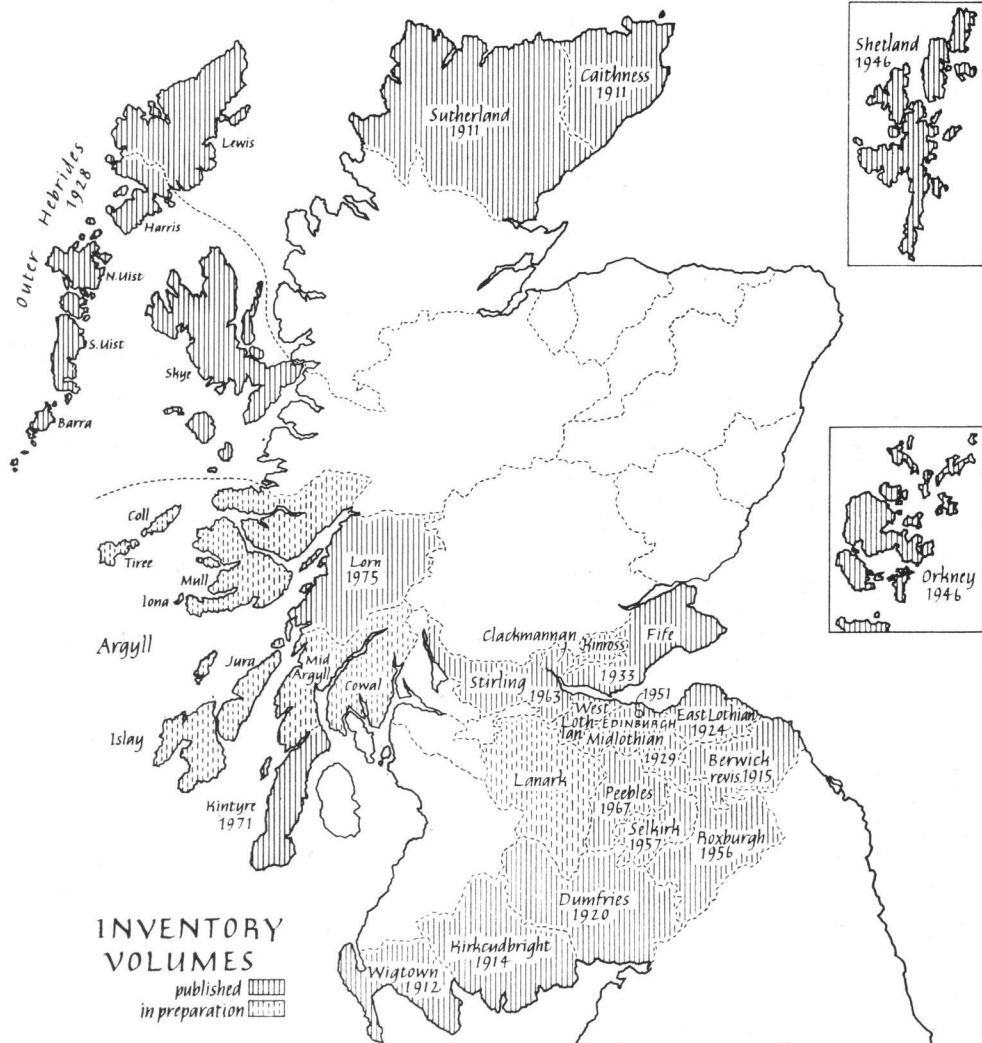 Shetland
1946
Caithness
1911
Sutherland
1911
Lewis
Outer Hebrides
1928
Harris
N.Uist
S.Uist
Skye
Barra
Coll
Tiree
Mull
Iona
Lorn
1975
Orkney
1946
Argyll
Jura
Mid
Argyll
Cowal
Islay
Kintyre
1971
Clackmannan
Kinross
Fife
1933
Stirling
1963
1951
West
Loth-
ian
EDINBURGH
Midlothian
1929
East Lothian
1924
Berwick
revis.1915
Lanark
Peebles
1967
Selkirk
1957
Roxburgh
1956
Dumfries
1920
Kirkcudbright
1914
Wigtown
1912
INVENTORY
VOLUMES
published
in preparation